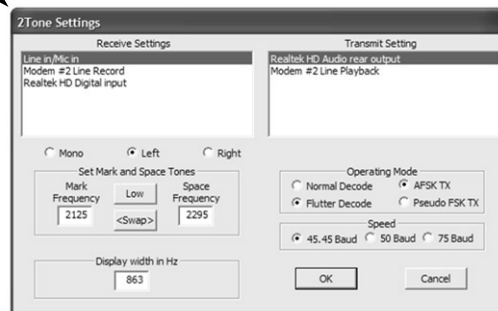 2Tone Settings
Receive Settings
Line in/Mic in
Modem #2 Line Record
Realtek HD Digital input
Transmit Setting
Realtek HD Audio rear output
Modem #2 Line Playback
Mono Left Right
Set Mark and Space Tones
Mark Frequency
2125
Low
<Swap>
Space Frequency
2295
Display width in Hz
863
Operating Mode
Normal Decode AFSK TX
Flutter Decode Pseudo FSK TX
Speed
45.45 Baud 50 Baud 75 Baud
OK Cancel